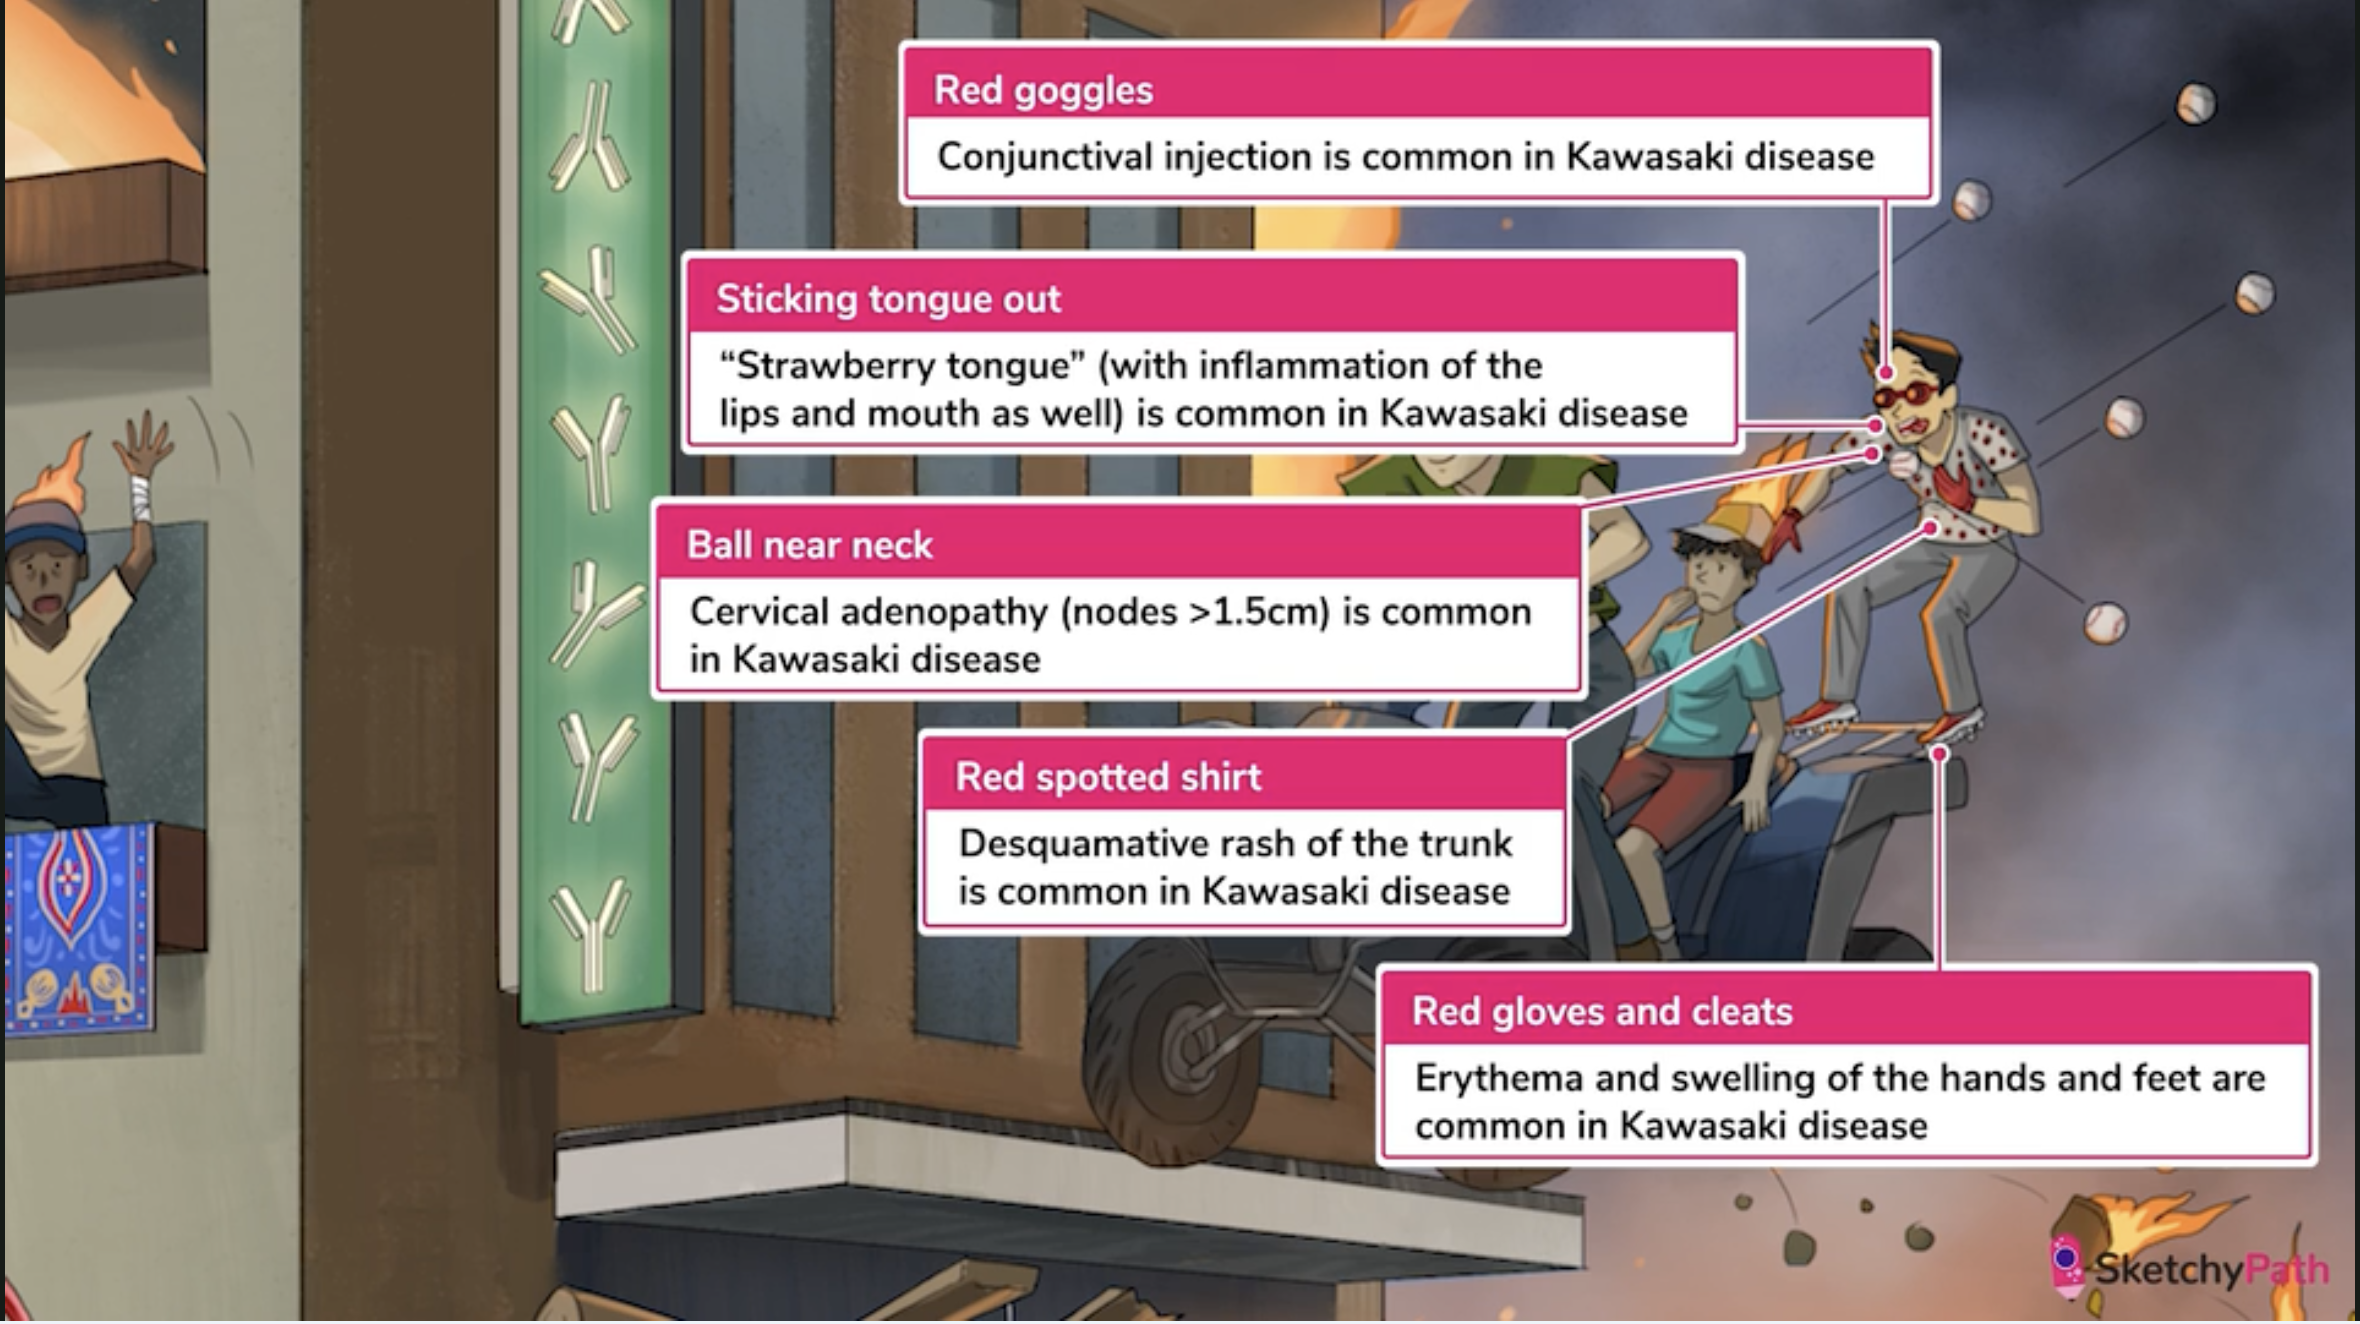 Red goggles
Conjunctival injection is common in Kawasaki disease
Sticking tongue out
“Strawberry tongue” (with inflammation of the
lips and mouth as well) is common in Kawasaki disease
Ball near neck
Cervical adenopathy (nodes >1.5cm) is common
in Kawasaki disease
Red spotted shirt
Desquamative rash of the trunk
is common in Kawasaki disease
Red gloves and cleats
Erythema and swelling of the hands and feet are
common in Kawasaki disease
SketchyPath